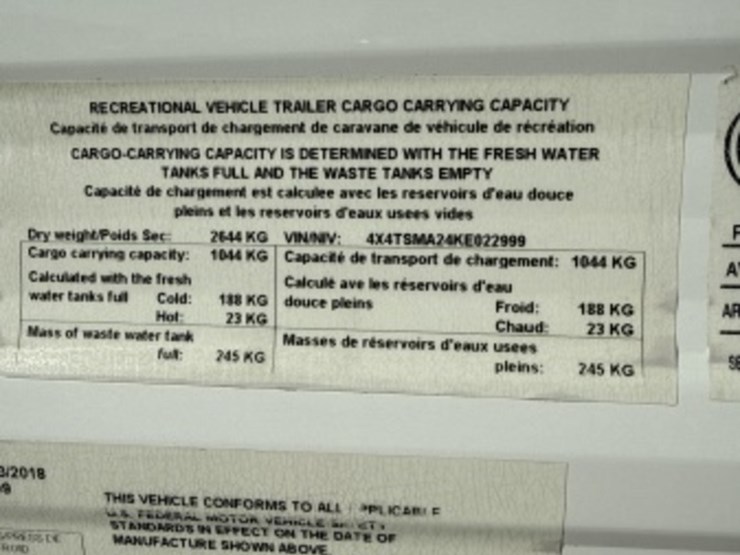 RECREATIONAL VEHICLE TRAILER CARGO CARRYING CAPACITY
Capacité de transport de chargement de caravane de véhicule de récréation
CARGO-CARRYING CAPACITY IS DETERMINED WITH THE FRESH WATER
TANKS FULL AND THE WASTE TANKS EMPTY
Capacité de chargement est calculee avec les reservoirs d'eau douce
pleins et les reservoirs d'eaux usees vides
Dry weight/Poids Sec: 2644 KG VIN/NIV: 4X4TSMA24KE022999
Cargo carrying capacity: 1044 KG
Calculated with the fresh
water tanks full Cold: 188 KG
Hot: 23 KG
Mass of waste water tank
full: 245 KG
Capacité de transport de chargement: 1044 KG
Calculé ave les réservoirs d'eau
douce pleins Froid: 188 KG
Chaud: 23 KG
Masses de réservoirs d'eaux usees
pleins: 245 KG
3/2018
THIS VEHICLE CONFORMS TO ALL
U.S. FEDERAL MOTOR VEHICLE SAFETY
STANDARDS IN EFFECT ON THE DATE OF
MANUFACTURE SHOWN ABOVE